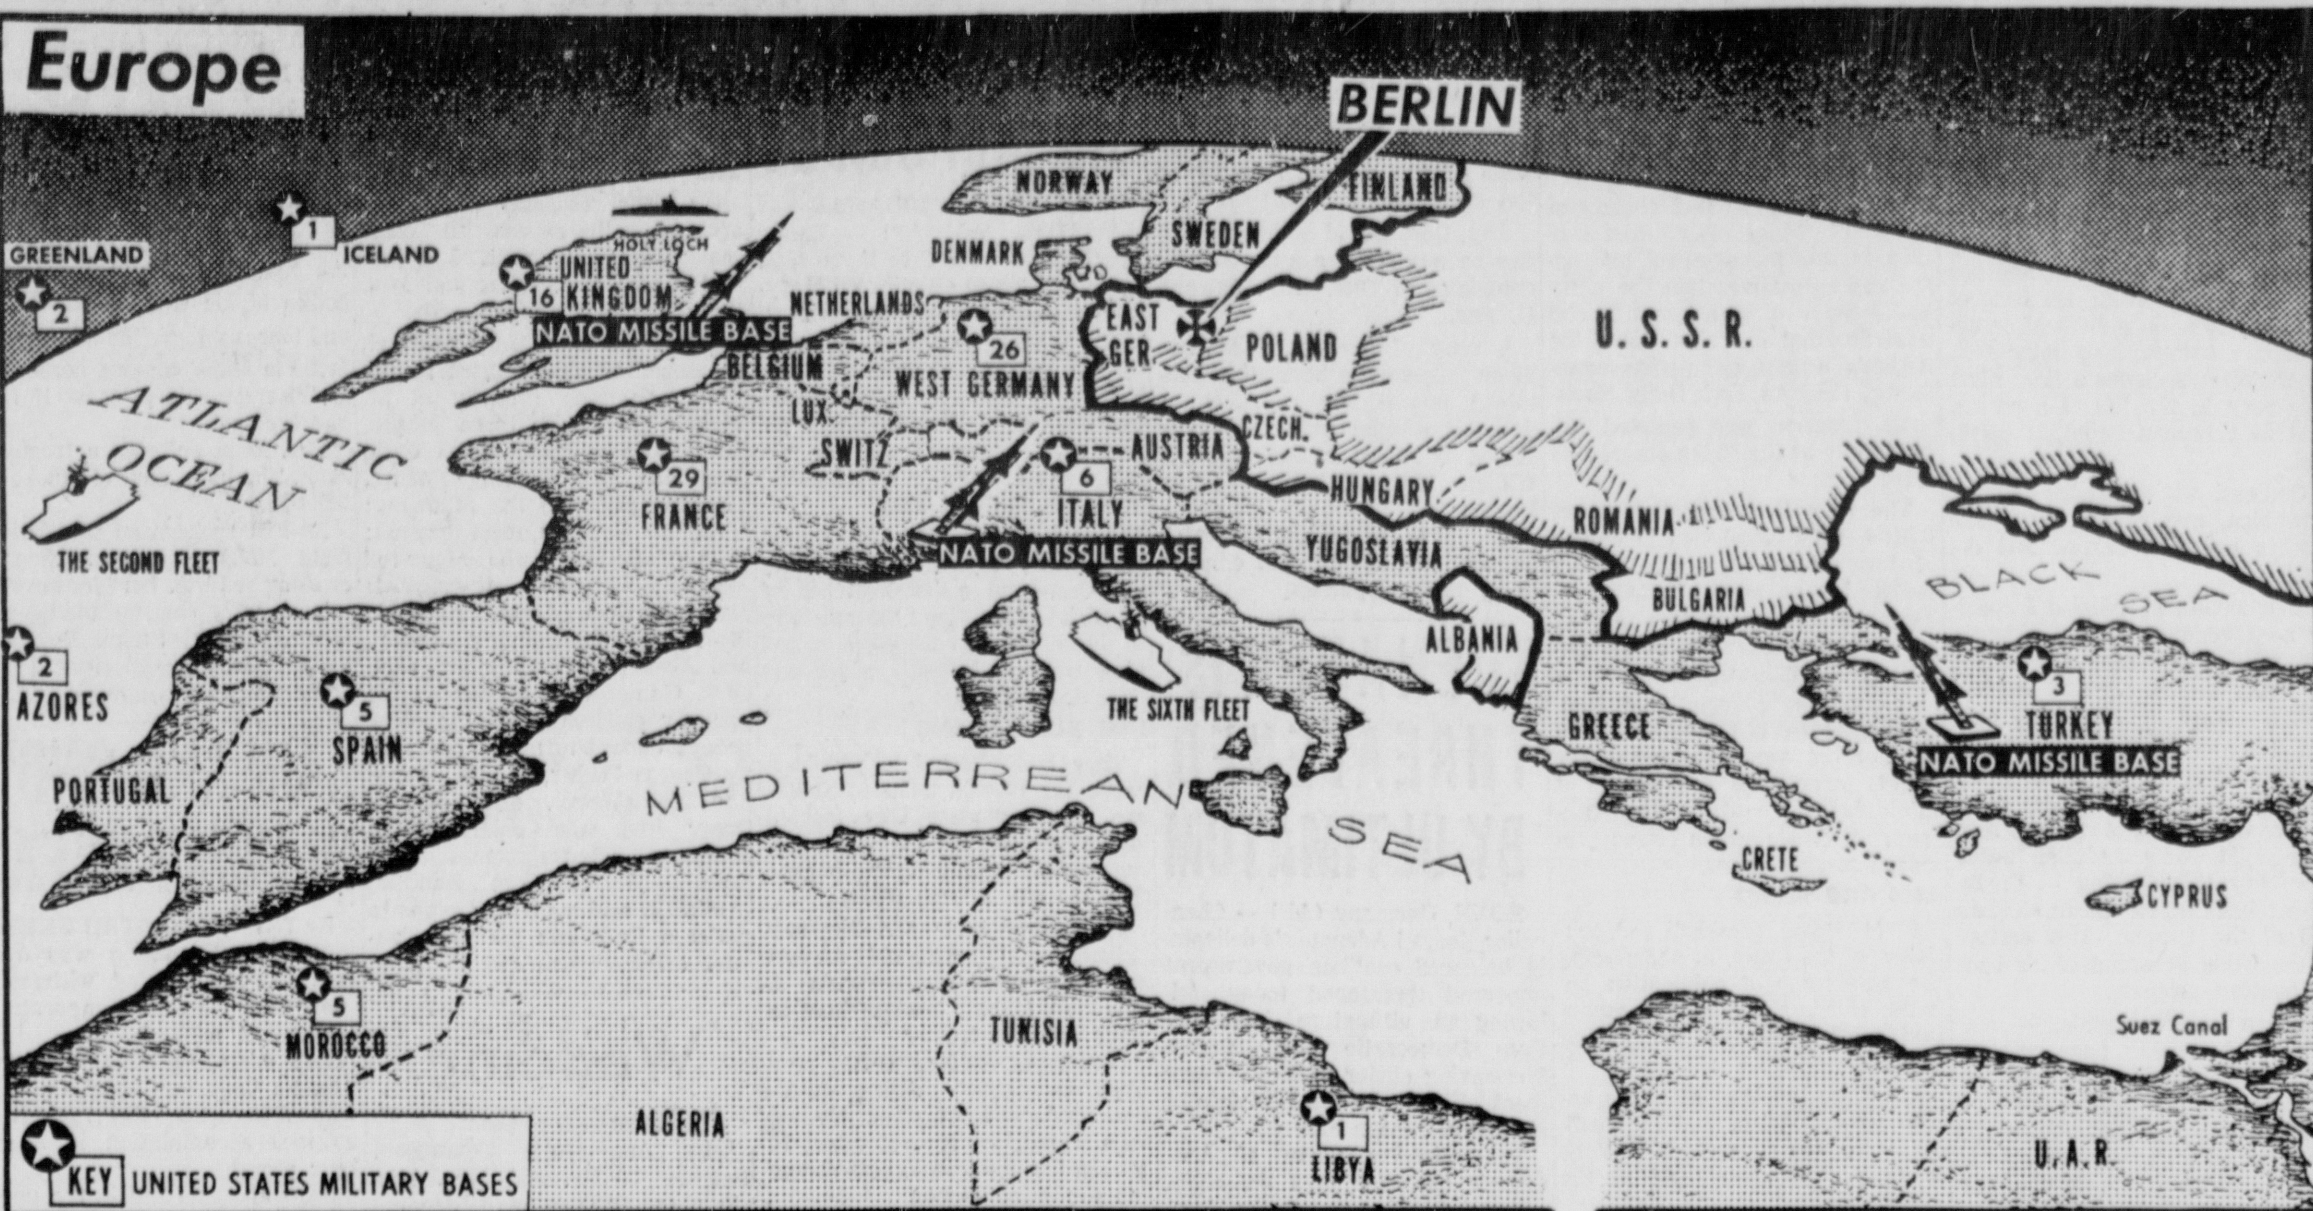 Europe
BERLIN
NORWAY
FINLAND
SWEDEN
DENMARK
HOLY LOCH
1
ICELAND
GREENLAND
2
UNITED
16 KINGDOM
NATO MISSILE BASE
NETHERLANDS
BELGIUM
LUX.
26
WEST GERMANY
EAST
GER.
POLAND
U. S. S. R.
ATLANTIC
OCEAN
THE SECOND FLEET
29
FRANCE
SWITZ.
AUSTRIA
CZECH.
6
ITALY
NATO MISSILE BASE
HUNGARY
ROMANIA
YUGOSLAVIA
BULGARIA
BLACK
SEA
ALBANIA
2
AZORES
5
SPAIN
PORTUGAL
THE SIXTH FLEET
GREECE
3
TURKEY
NATO MISSILE BASE
MEDITERREAN
SEA
CRETE
CYPRUS
5
MOROCCO
TUNISIA
ALGERIA
1
LIBYA
Suez Canal
U.A.R.
KEY UNITED STATES MILITARY BASES